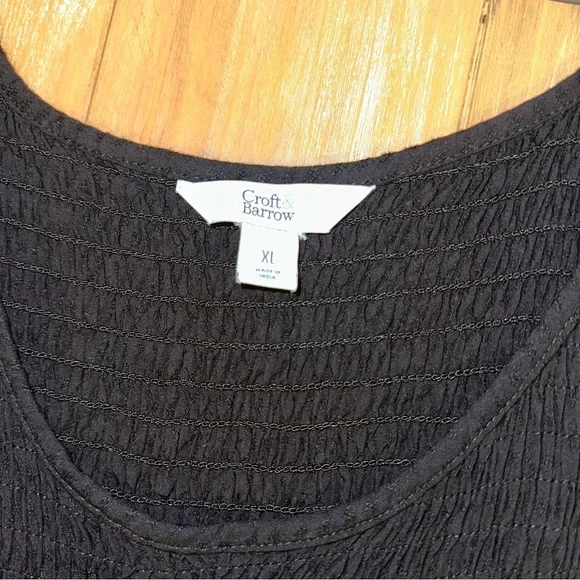 Croft &
Barrow
XL
MADE IN
INDIA